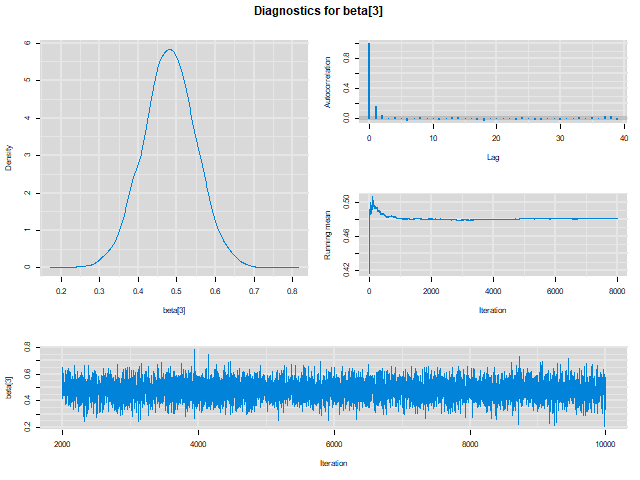 Diagnostics for beta[3]
Density
0 1 2 3 4 5 6
0.2 0.3 0.4 0.5 0.6 0.7 0.8
beta[3]
Autocorrelation
0.0 0.4 0.8
0 10 20 30 40
Lag
Running mean
0.42 0.46 0.50
0 2000 4000 6000 8000
Iteration
beta[3]
0.2 0.4 0.6 0.8
2000 4000 6000 8000 10000
Iteration